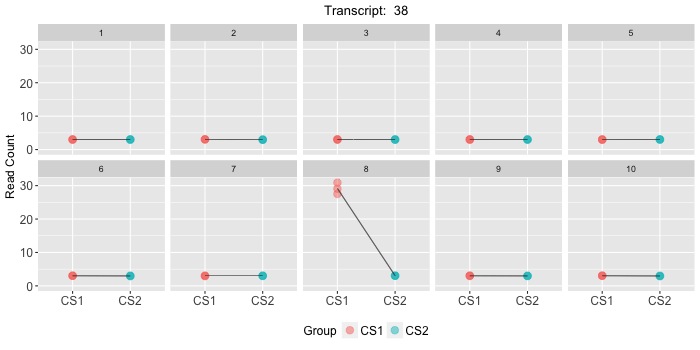 Transcript: 38
1 2 3 4 5
30
20
10
0
Read Count
6 7 8 9 10
30
20
10
0
CS1 CS2 CS1 CS2 CS1 CS2 CS1 CS2 CS1 CS2
Group CS1 CS2